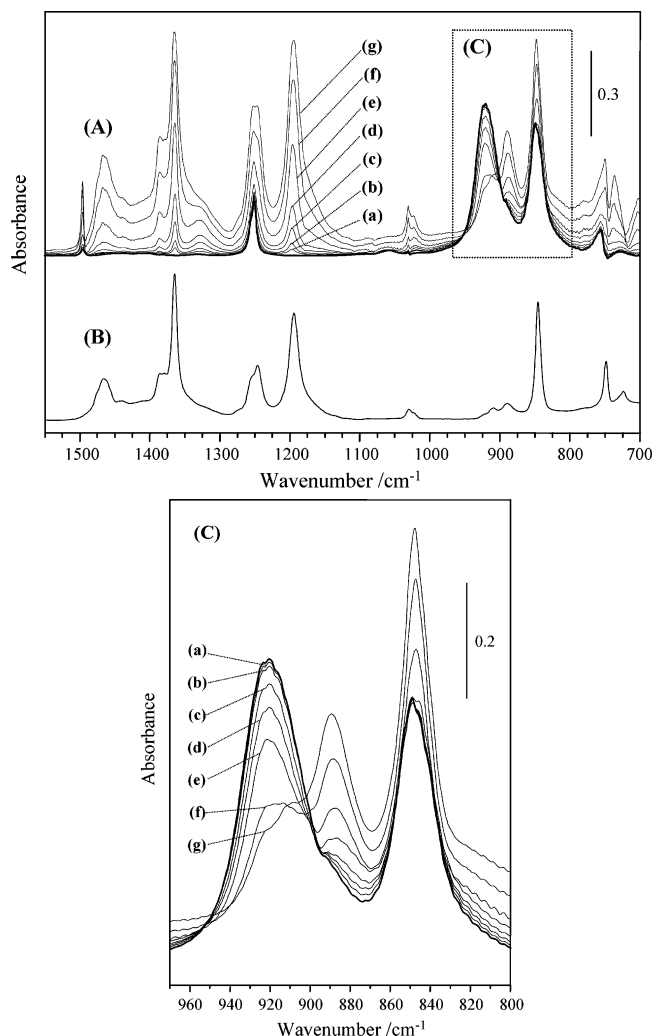 (A)
(B)
(C)
(g)
(f)
(e)
(d)
(c)
(b)
(a)
0.3
Absorbance
1500 1400 1300 1200 1100 1000 900 800 700
Wavenumber /cm-1
(C)
(a)
(b)
(c)
(d)
(e)
(f)
(g)
0.2
Absorbance
960 940 920 900 880 860 840 820 800
Wavenumber /cm-1